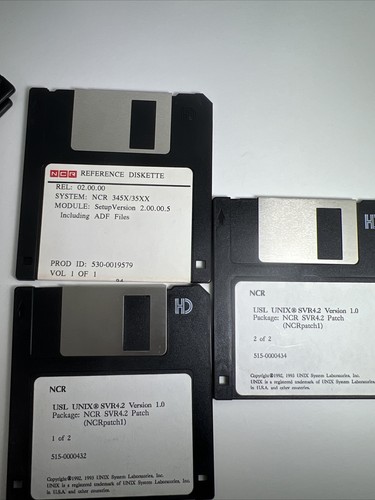 NCR REFERENCE DISKETTE
REL: 02.00.00
SYSTEM: NCR 345X/35XX
MODULE: SetupVersion 2.00.00.5
Including ADF Files
PROD ID: 530-0019579
VOL 1 OF 1
HD
NCR
USL UNIX® SVR4.2 Version 1.0
Package: NCR SVR4.2 Patch
(NCRpatch1)
2 of 2
515-0000434
Copyright©1992, 1993 UNIX System Laboratories, Inc.
UNIX is a registered trademark of UNIX System Laboratories, Inc.
in U.S.A. and other countries.
HD
NCR
USL UNIX® SVR4.2 Version 1.0
Package: NCR SVR4.2 Patch
(NCRpatch1)
1 of 2
515-0000432
Copyright©1992, 1993 UNIX System Laboratories, Inc.
UNIX is a registered trademark of UNIX System Laboratories, Inc.
in U.S.A. and other countries.